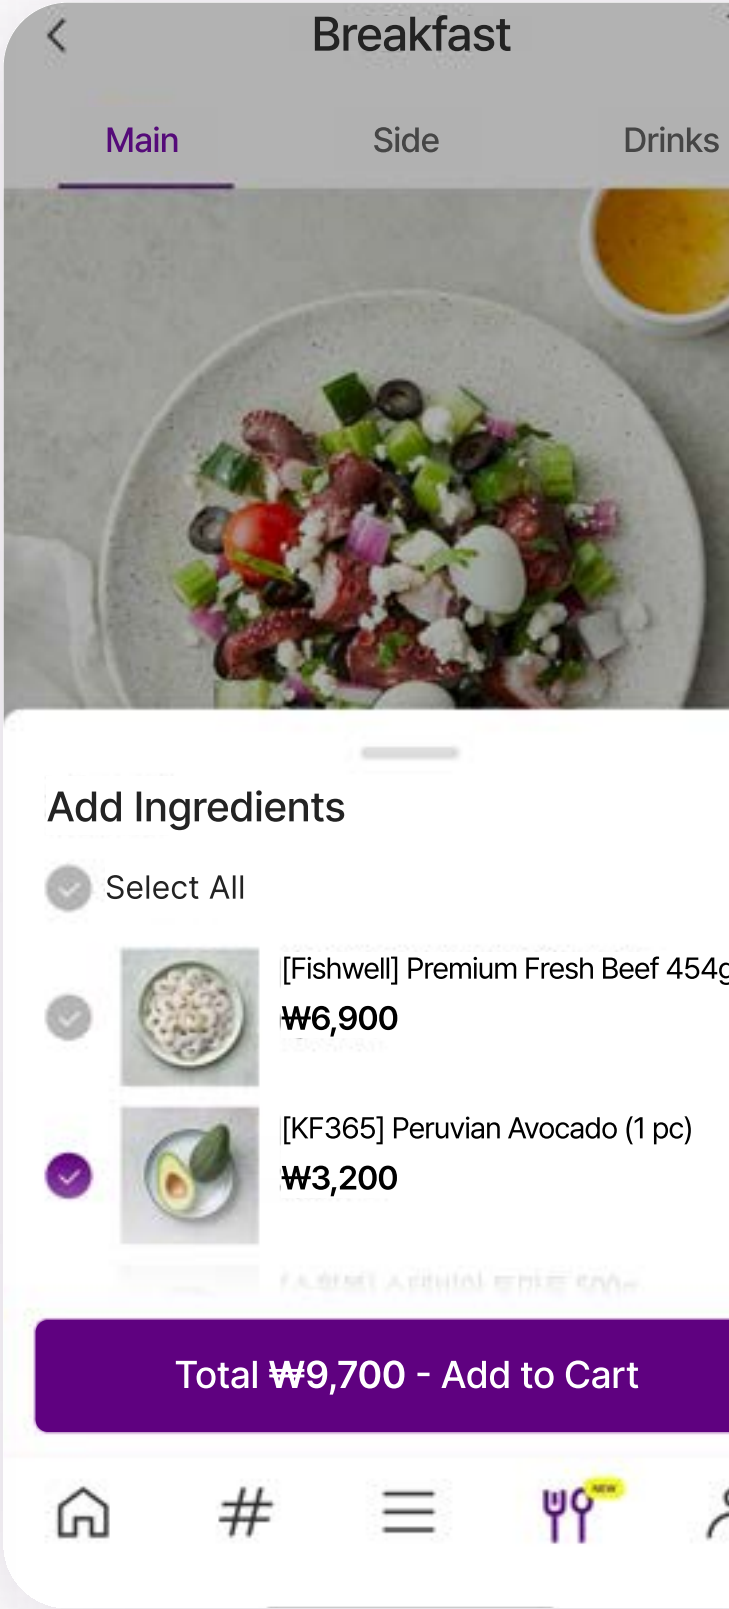 Breakfast
Main Side Drinks
Add Ingredients
Select All
[Fishwell] Premium Fresh Beef 454g
₩6,900
[KF365] Peruvian Avocado (1 pc)
₩3,200
Total ₩9,700 - Add to Cart
NEW